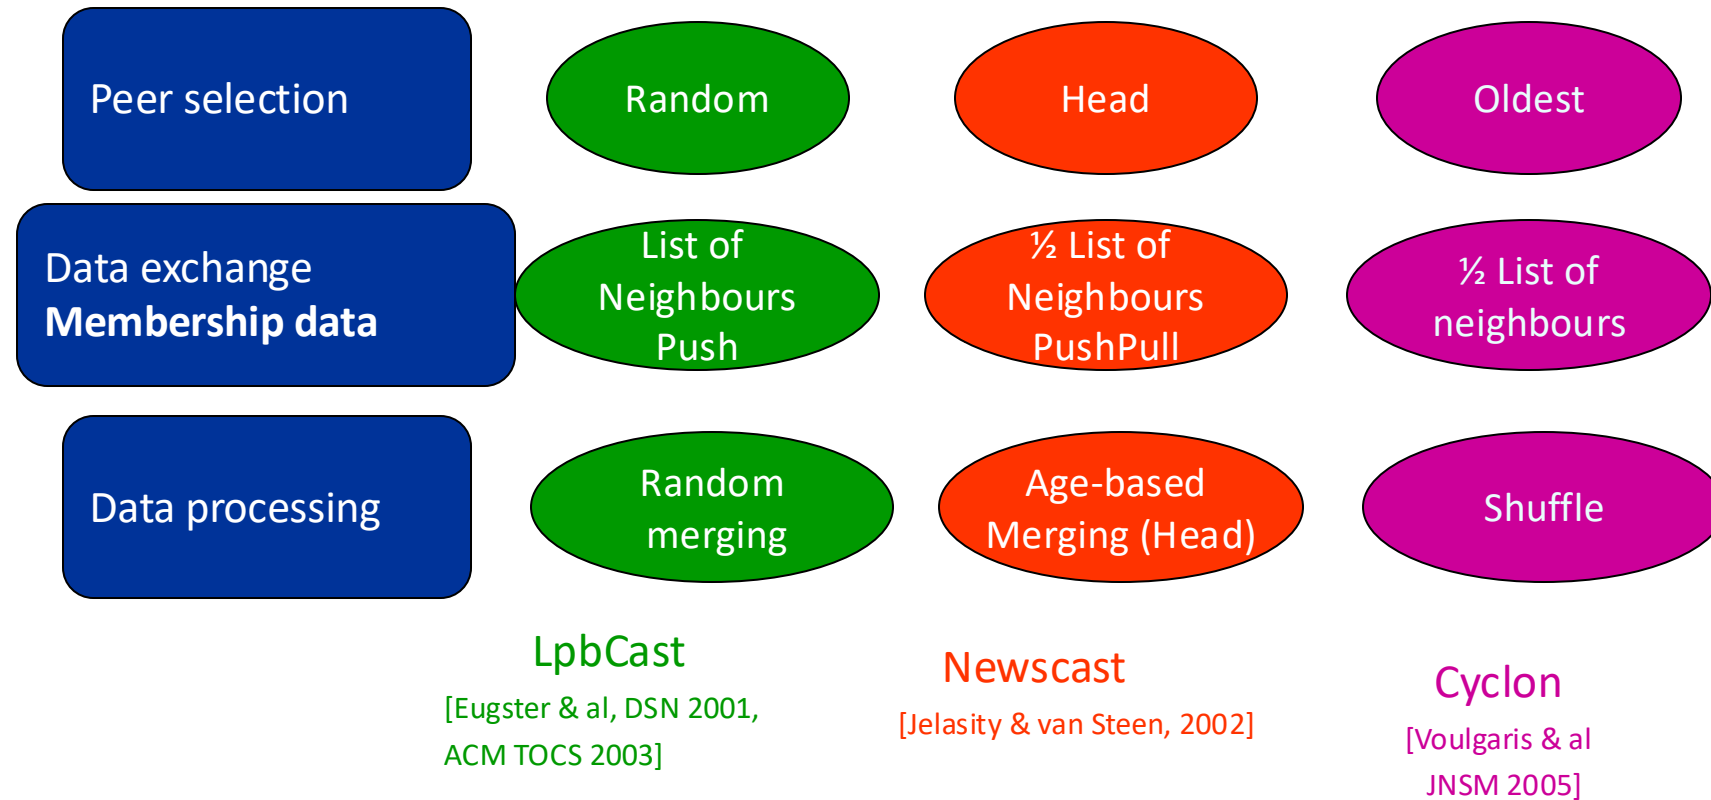 Peer selection
Random
Head
Oldest
Data exchange
Membership data
List of
Neighbours
Push
½ List of
Neighbours
PushPull
½ List of
neighbours
Data processing
Random
merging
Age-based
Merging (Head)
Shuffle
LpbCast
[Eugster & al, DSN 2001,
ACM TOCS 2003]
Newscast
[Jelasity & van Steen, 2002]
Cyclon
[Voulgaris & al
JNSM 2005]